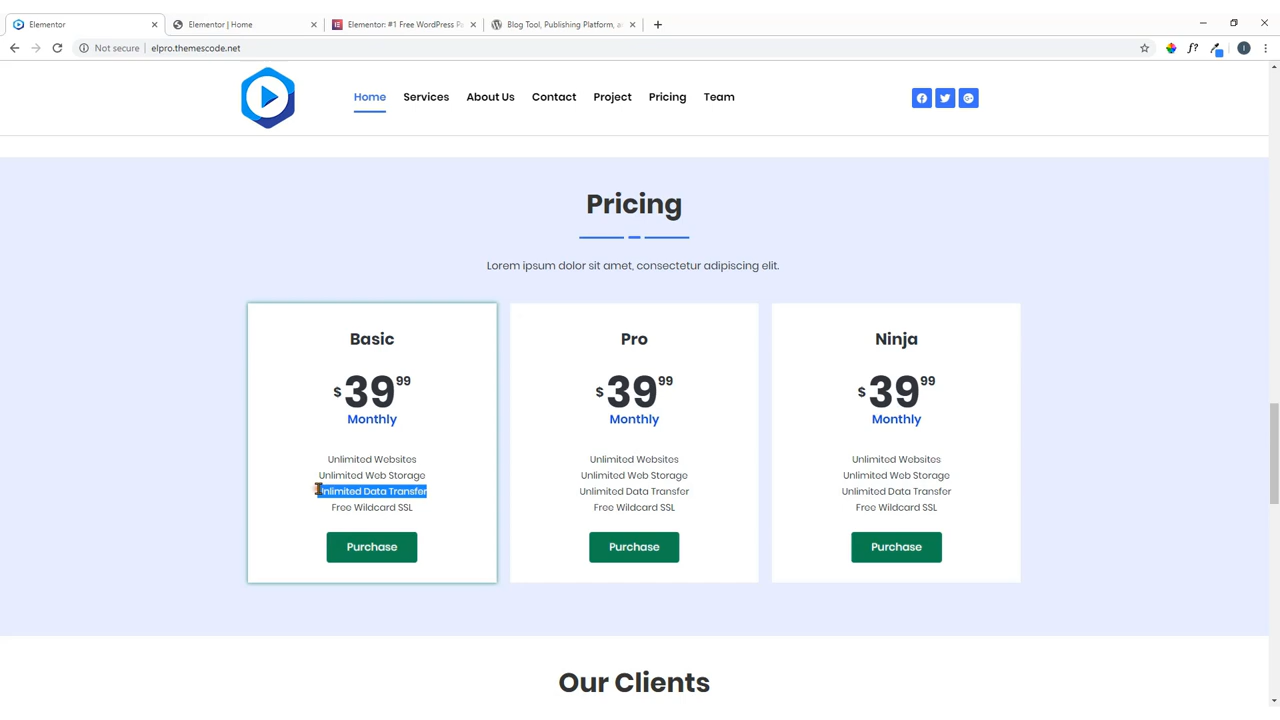 Elementor
Elementor | Home
Elementor: #1 Free WordPress Pa
Blog Tool, Publishing Platform, a
Not secure | elpro.themescode.net
f?
Home Services About Us Contact Project Pricing Team
Pricing
Lorem ipsum dolor sit amet, consectetur adipiscing elit.
Basic
$39 99
Monthly
Unlimited Websites
Unlimited Web Storage
Unlimited Data Transfer
Free Wildcard SSL
Purchase
Pro
$39 99
Monthly
Unlimited Websites
Unlimited Web Storage
Unlimited Data Transfer
Free Wildcard SSL
Purchase
Ninja
$39 99
Monthly
Unlimited Websites
Unlimited Web Storage
Unlimited Data Transfer
Free Wildcard SSL
Purchase
Our Clients